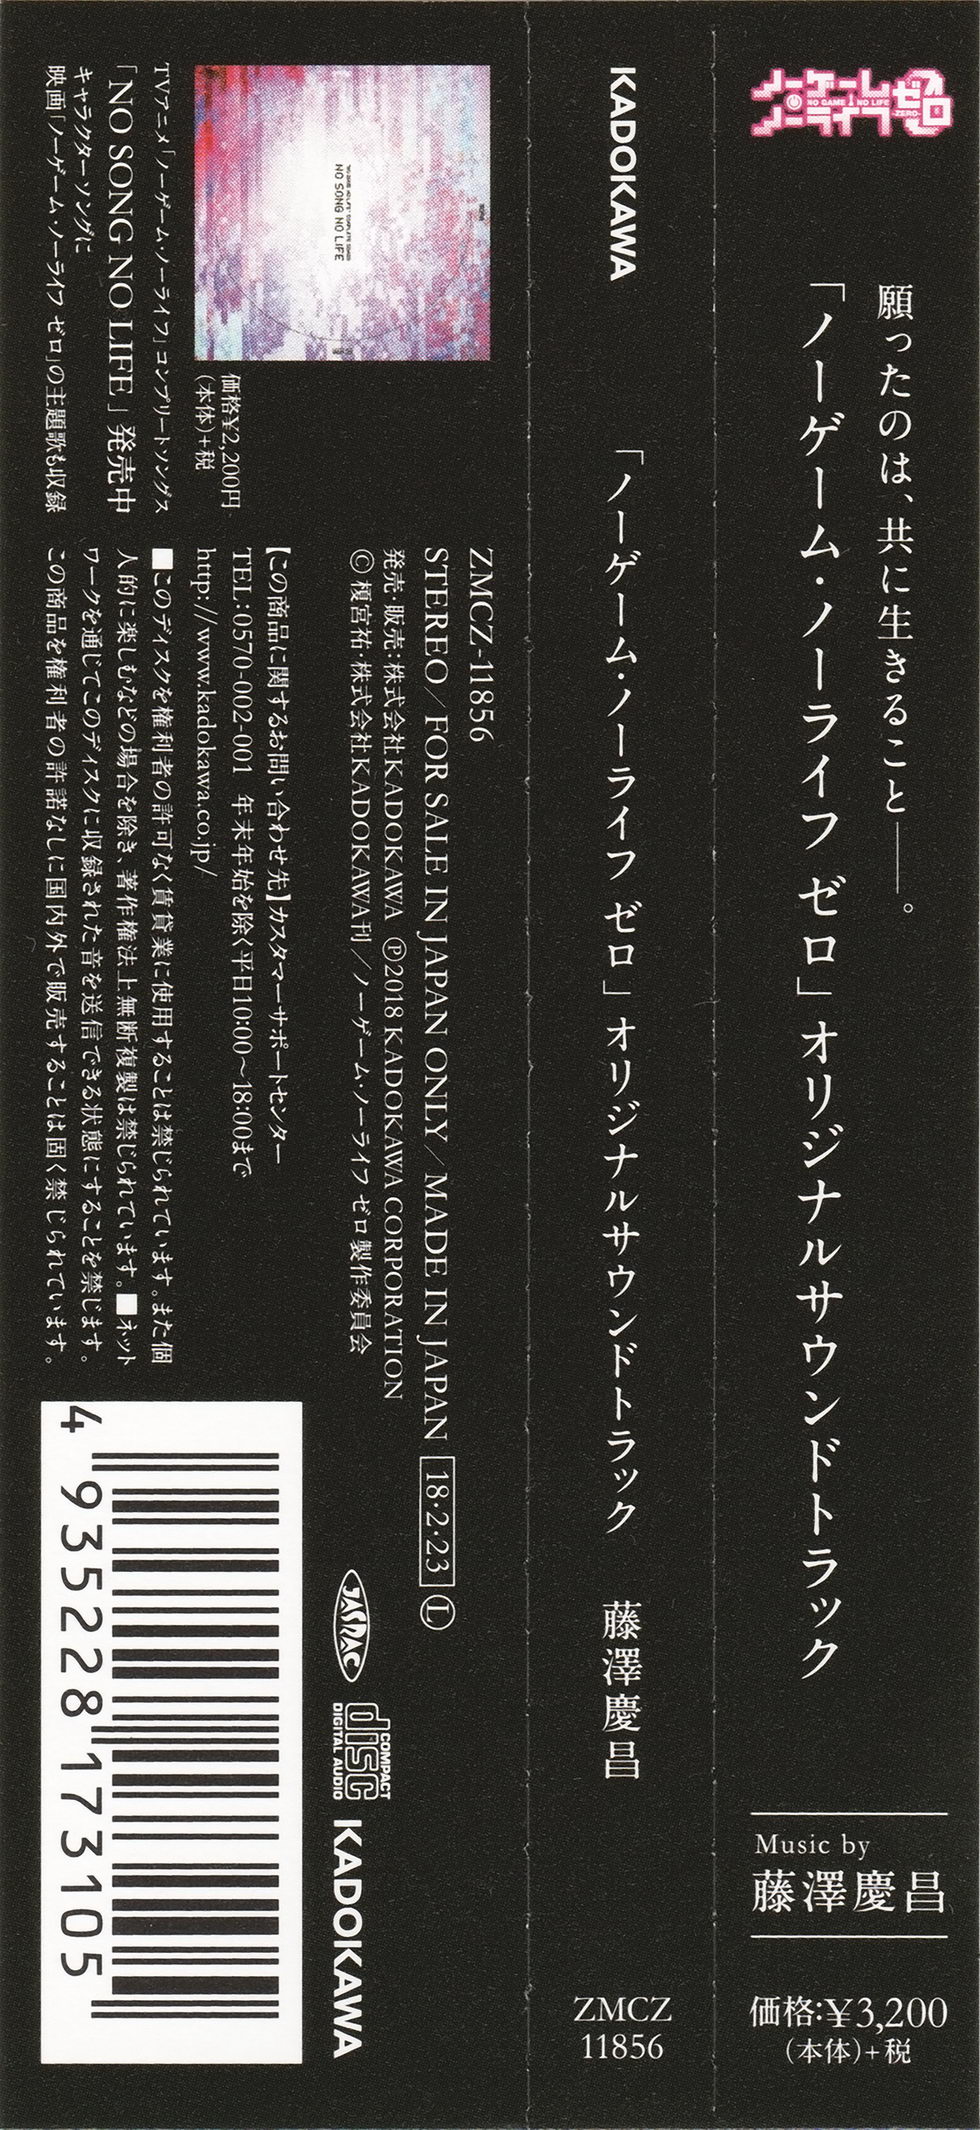 ノーゲーム
ノーライフ
ゼロ
NO GAME NO LIFE
-ZERO-
願ったのは、共に生きること――。
「ノーゲーム・ノーライフ ゼロ」オリジナルサウンドトラック
Music by
藤澤慶昌
価格:¥3,200
(本体)+税
KADOKAWA
「ノーゲーム・ノーライフ ゼロ」オリジナルサウンドトラック 藤澤慶昌
ZMCZ
11856
NO SONG NO LIFE
価格¥2,200円
(本体)+税
TVアニメ「ノーゲーム・ノーライフ」コンプリートソングス
「NO SONG NO LIFE」発売中
キャラクターソングに
映画「ノーゲーム・ノーライフ ゼロ」の主題歌も収録
ZMCZ-11856
STEREO/FOR SALE IN JAPAN ONLY/MADE IN JAPAN 18・2・23 Ⓛ
発売・販売:株式会社KADOKAWA Ⓟ2018 KADOKAWA CORPORATION
© 榎宮祐・株式会社KADOKAWA刊/ノーゲーム・ノーライフ ゼロ製作委員会
【この商品に関するお問い合わせ先】カスタマーサポートセンター
TEL:0570-002-001 年末年始を除く平日10:00〜18:00まで
http://www.kadokawa.co.jp/
■このディスクを権利者の許可なく賃貸業に使用することは禁じられています。また個
人的に楽しむなどの場合を除き、著作権法上無断複製は禁じられています。■ネット
ワークを通じてこのディスクに収録された音を送信できる状態にすることを禁じます。
この商品を権利者の許諾なしに国内外で販売することは固く禁じられています。
JASRAC
COMPACT
disc
DIGITAL AUDIO
KADOKAWA
4 935228 173105